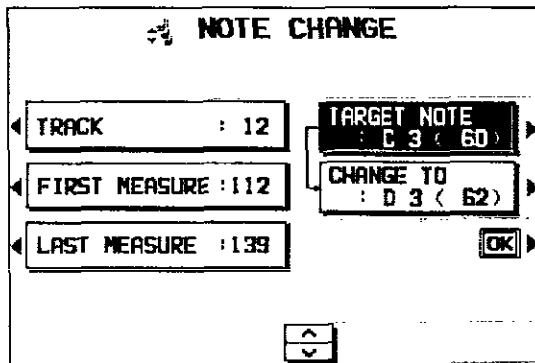 NOTE CHANGE
TRACK : 12
FIRST MEASURE :112
LAST MEASURE :139
TARGET NOTE
: C 3 ( 60)
CHANGE TO
: D 3 ( 62)
OK